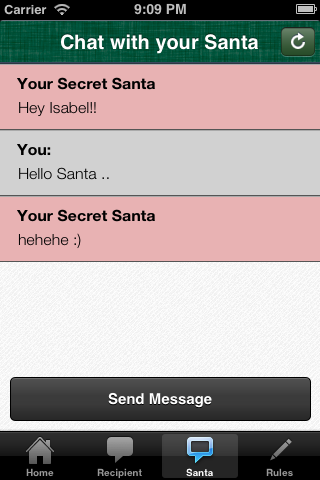 Carrier 9:09 PM
Chat with your Santa
Your Secret Santa
Hey Isabel!!
You:
Hello Santa ..
Your Secret Santa
hehehe :)
Send Message
Home Recipient Santa Rules